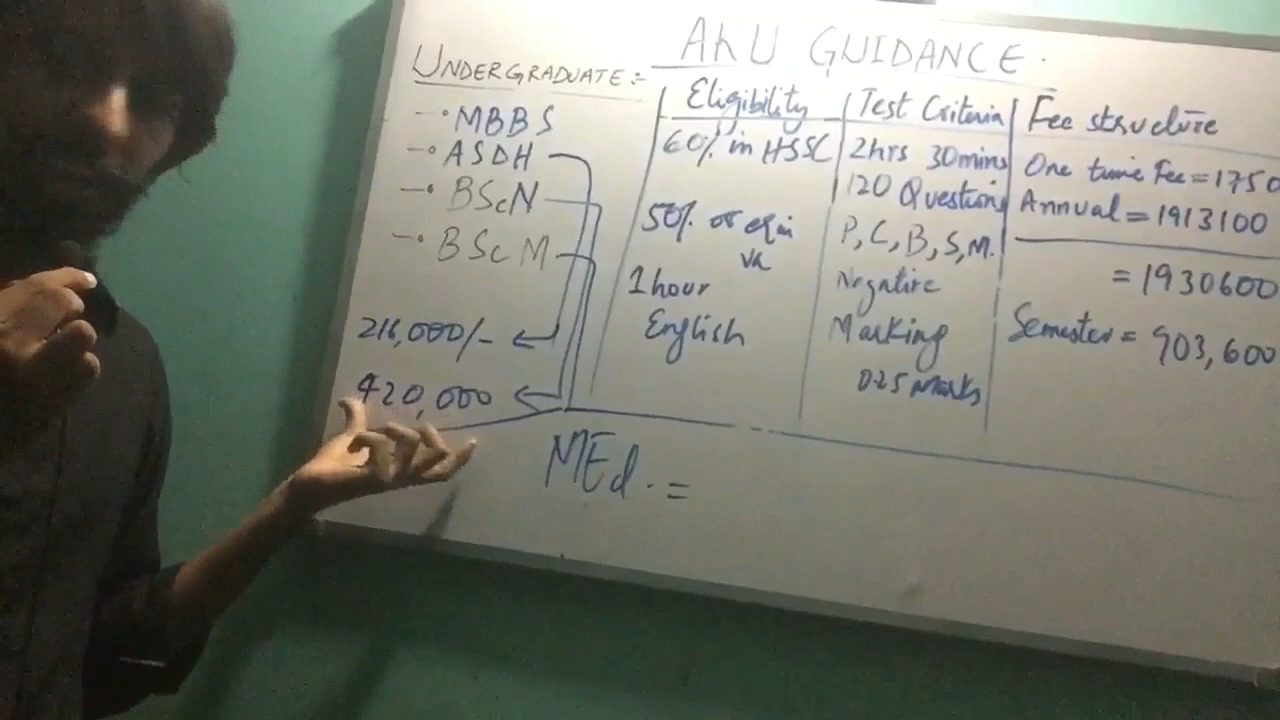 AKU GUIDANCE.
UNDERGRADUATE:-
-• MBBS
-• ASDH
-• BScN
-• BScM
216,000/-
420,000
Eligibility
60% in HSSC
50% or equi
va
1 hour
English
Test Criteria
2hrs 30mins
120 Questions
P, C, B, S, M.
Negative
Marking
0.25 Marks
Fee structure
One time Fee = 1750
Annual = 1913100
= 1930600
Semester = 903,600
MEd. =